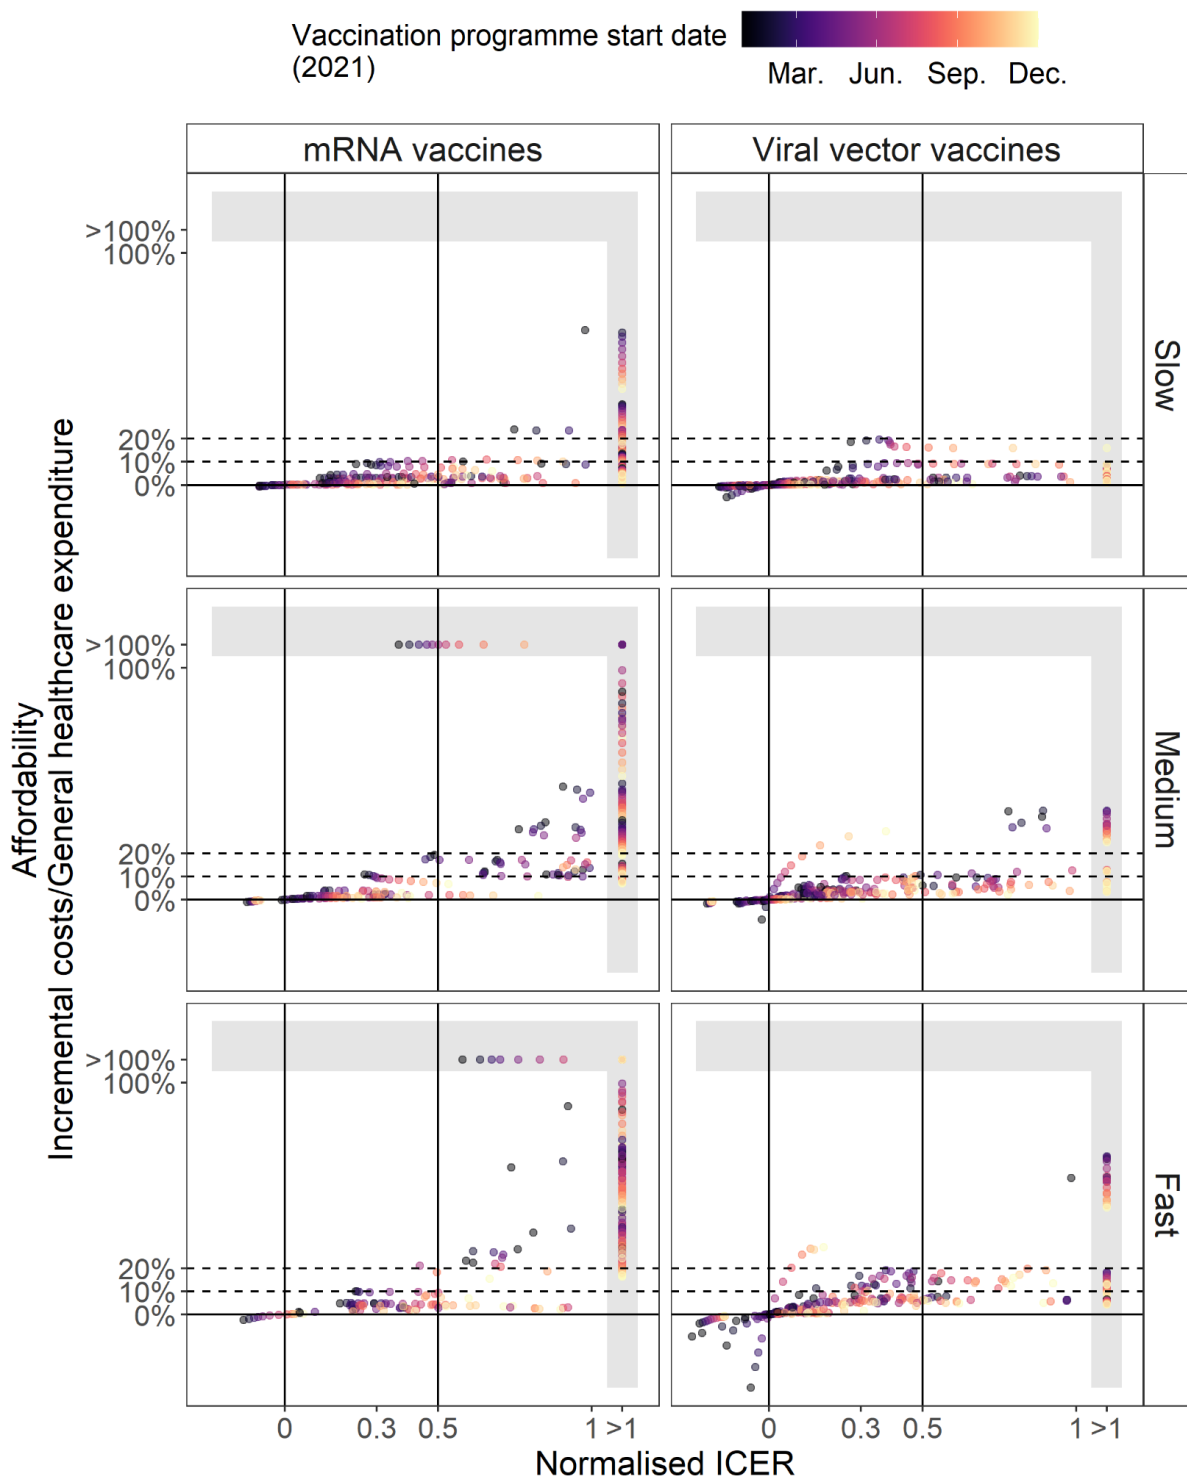 Vaccination programme start date
(2021)
Mar. Jun. Sep. Dec.
mRNA vaccines
Viral vector vaccines
>100%
100%
20%
10%
0%
Slow
>100%
100%
20%
10%
0%
Medium
>100%
100%
20%
10%
0%
Fast
Affordability
Incremental costs/General healthcare expenditure
0 0.3 0.5 1 >1
0 0.3 0.5 1 >1
Normalised ICER